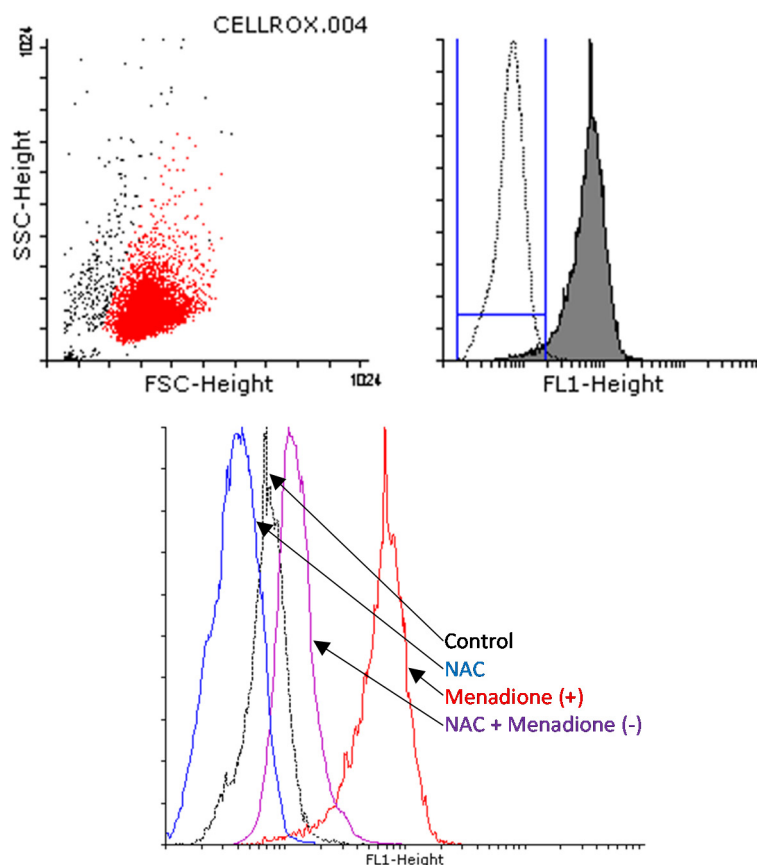 CELLROX.004
1024
SSC-Height
FSC-Height
1024
FL1-Height
Control
NAC
Menadione (+)
NAC + Menadione (-)
FL1-Height